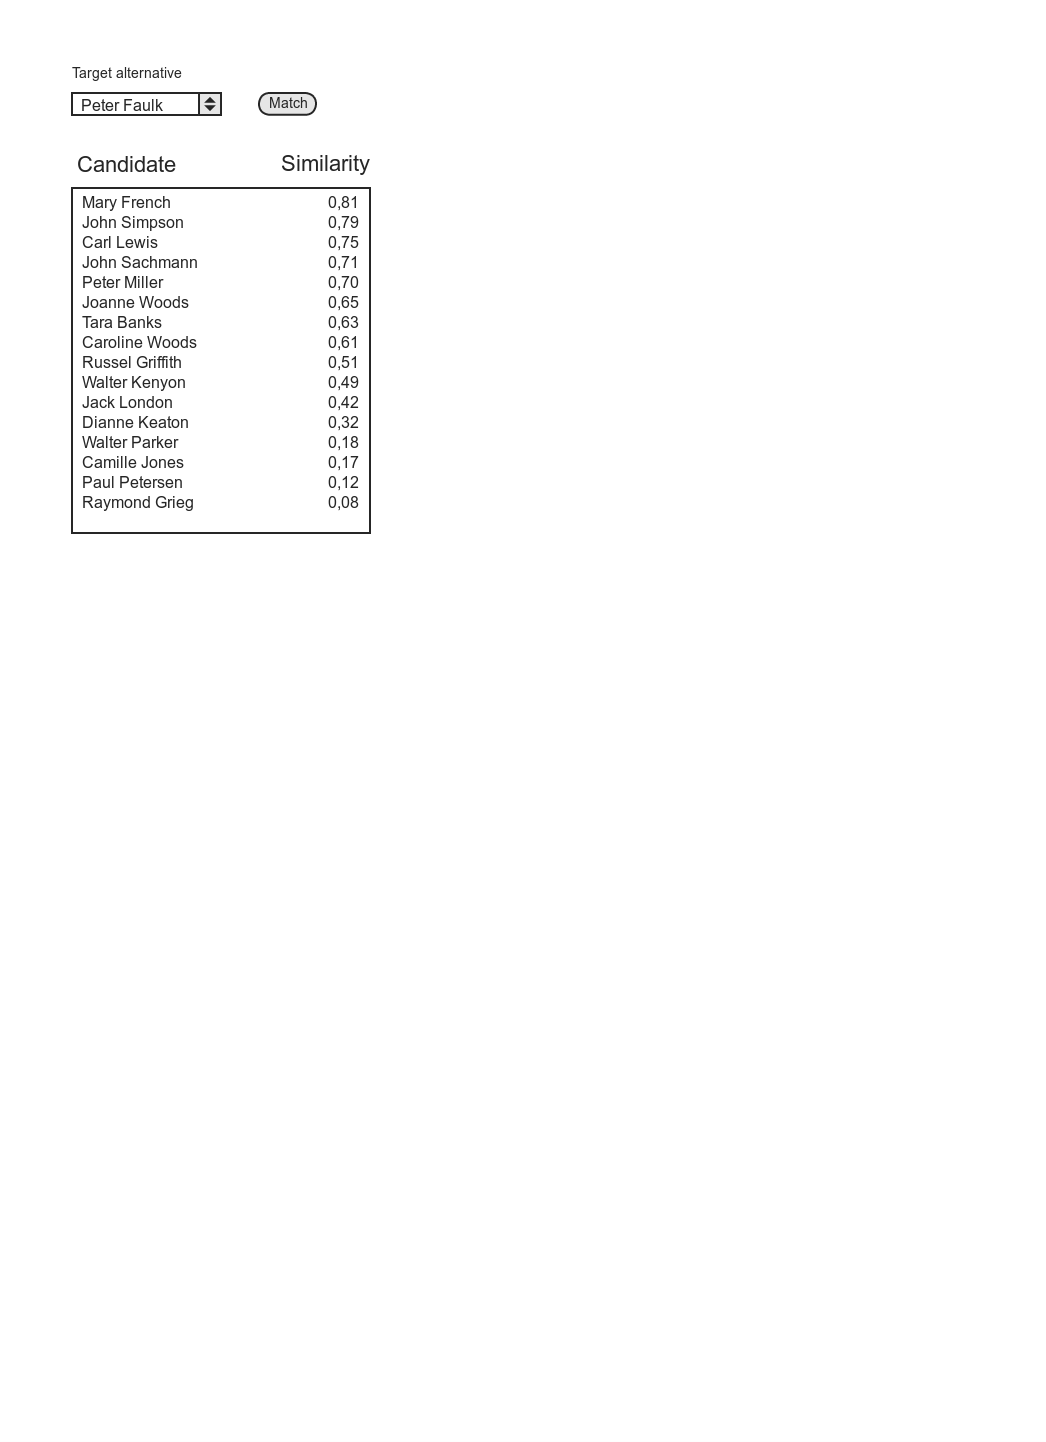 Target alternative
Peter Faulk Match
Candidate Similarity
Mary French 0,81
John Simpson 0,79
Carl Lewis 0,75
John Sachmann 0,71
Peter Miller 0,70
Joanne Woods 0,65
Tara Banks 0,63
Caroline Woods 0,61
Russel Griffith 0,51
Walter Kenyon 0,49
Jack London 0,42
Dianne Keaton 0,32
Walter Parker 0,18
Camille Jones 0,17
Paul Petersen 0,12
Raymond Grieg 0,08